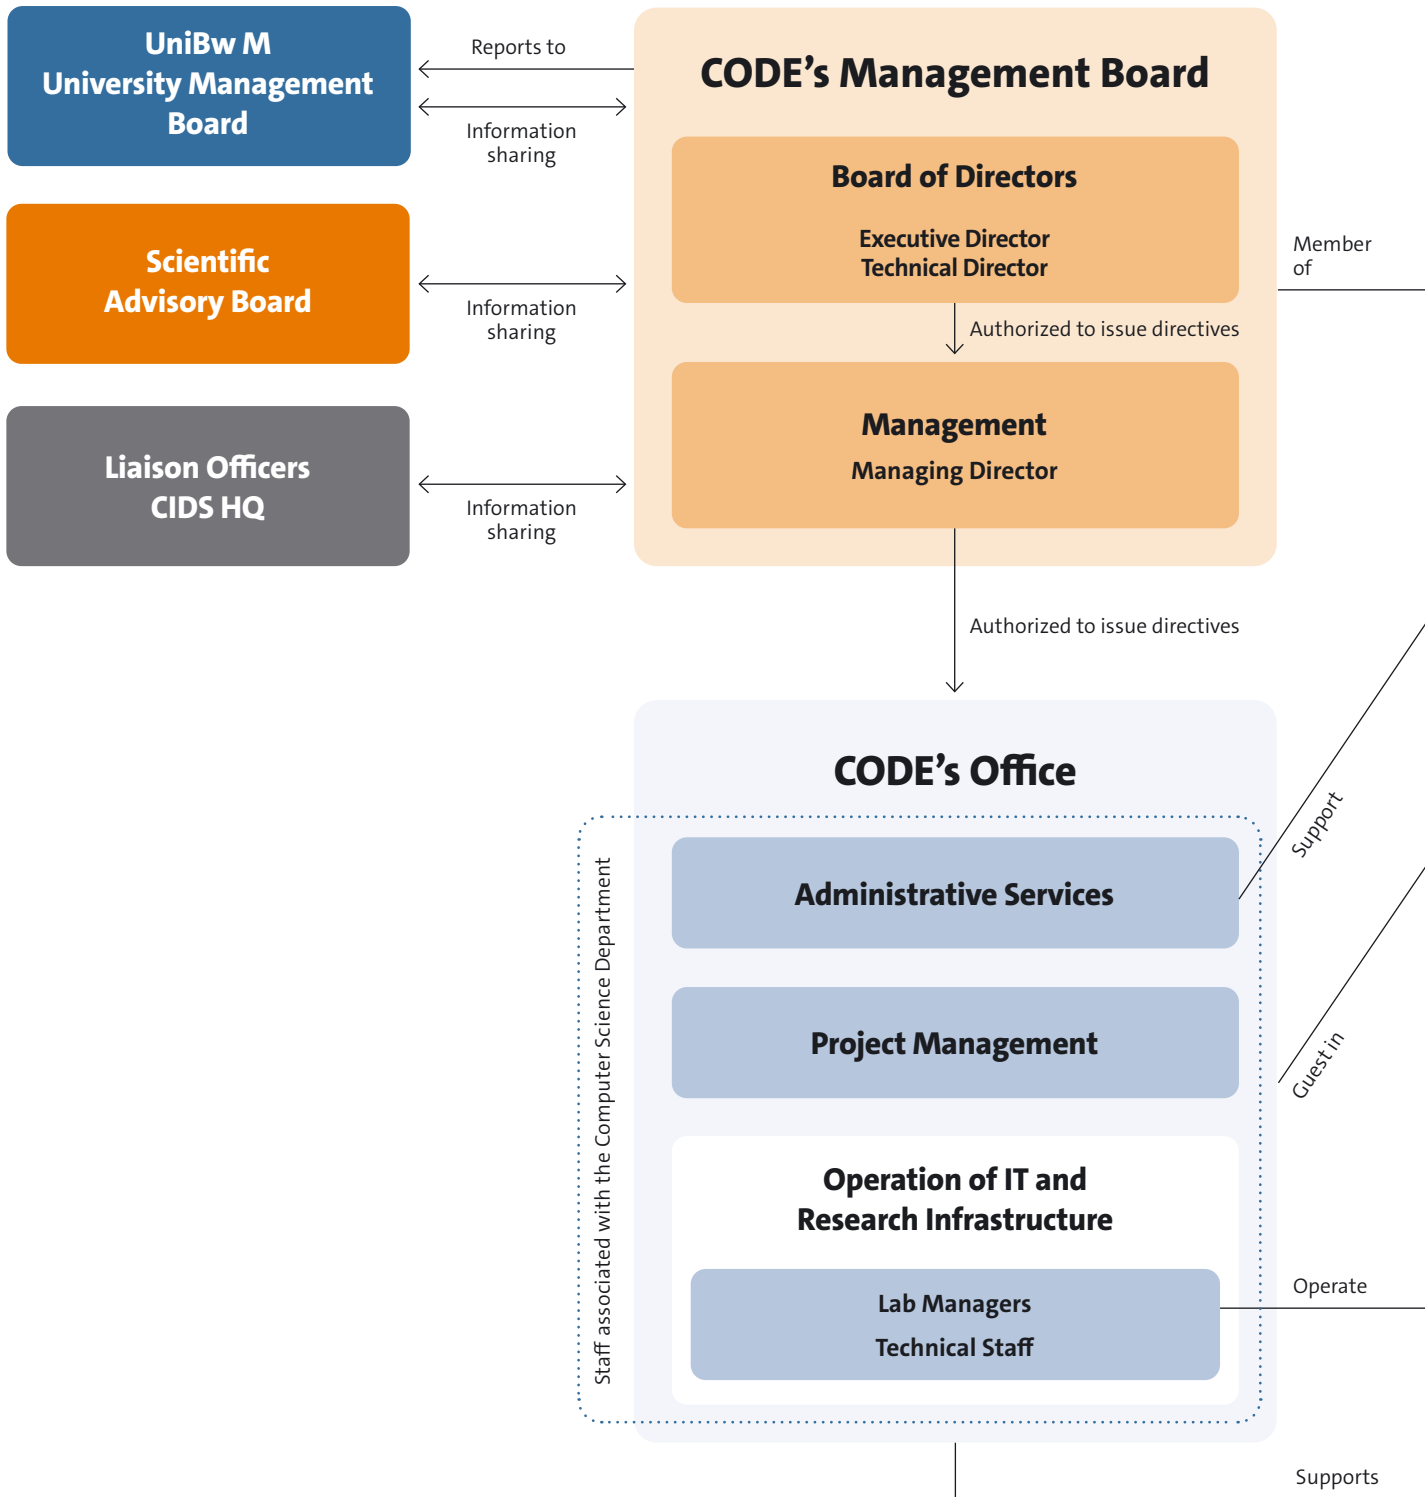 UniBw M
University Management
Board
Reports to
Information
sharing
CODE’s Management Board
Board of Directors
Executive Director
Technical Director
Scientific
Advisory Board
Information
sharing
Member
of
Authorized to issue directives
Management
Managing Director
Liaison Officers
CIDS HQ
Information
sharing
Authorized to issue directives
CODE’s Office
Staff associated with the Computer Science Department
Administrative Services
Support
Project Management
Guest in
Operation of IT and
Research Infrastructure
Lab Managers
Technical Staff
Operate
Supports